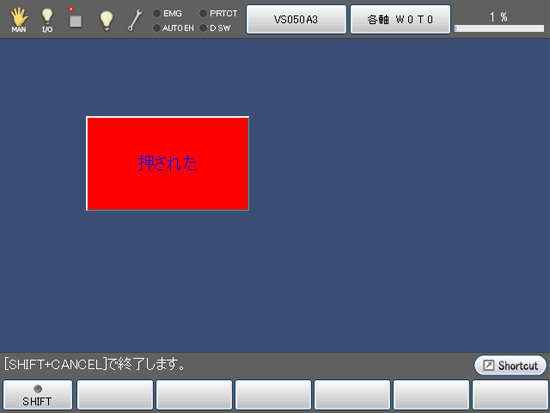 MAN
I/O
EMG
PRTCT
AUTO EN
D SW
VS050A3
各軸 W0T0
1 %
押された
[SHIFT+CANCEL]で終了します。
Shortcut
SHIFT